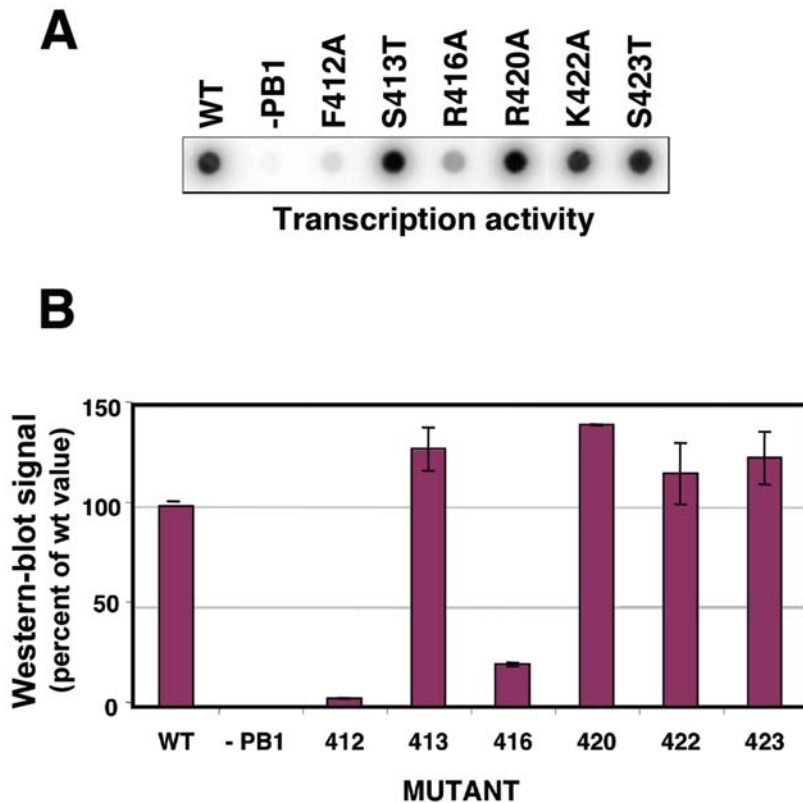 A
WT -PB1 F412A S413T R416A R420A K422A S423T
Transcription activity
B
Western-blot signal
(percent of wt value)
150
100
50
0
WT - PB1 412 413 416 420 422 423
MUTANT